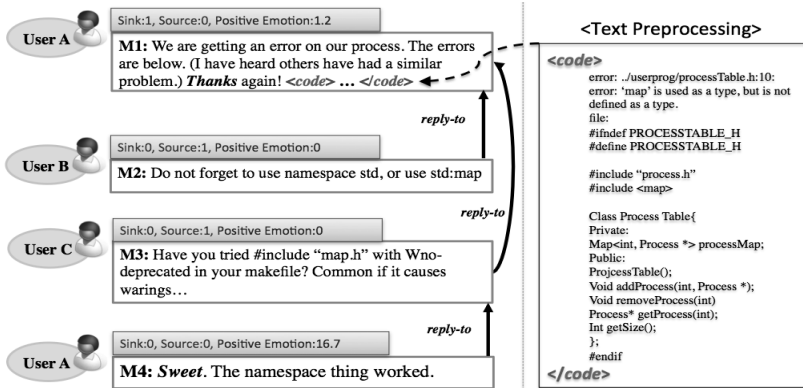 Sink:1, Source:0, Positive Emotion:1.2
User A
M1: We are getting an error on our process. The errors
are below. (I have heard others have had a similar
problem.) Thanks again! <code> ... </code>
reply-to
Sink:0, Source:1, Positive Emotion:0
User B
M2: Do not forget to use namespace std, or use std:map
reply-to
Sink:0, Source:1, Positive Emotion:0
User C
M3: Have you tried #include “map.h” with Wno-
deprecated in your makefile? Common if it causes
warings…
reply-to
Sink:0, Source:0, Positive Emotion:16.7
User A
M4: Sweet. The namespace thing worked.
<Text Preprocessing>
<code>
error: ../userprog/processTable.h:10:
error: ‘map’ is used as a type, but is not
defined as a type.
file:
#ifndef PROCESSTABLE_H
#define PROCESSTABLE_H
#include “process.h”
#include <map>
Class Process Table{
Private:
Map<int, Process *> processMap;
Public:
ProjcessTable();
Void addProcess(int, Process *);
Void removeProcess(int)
Process* getProcess(int);
Int getSize();
};
#endif
</code>